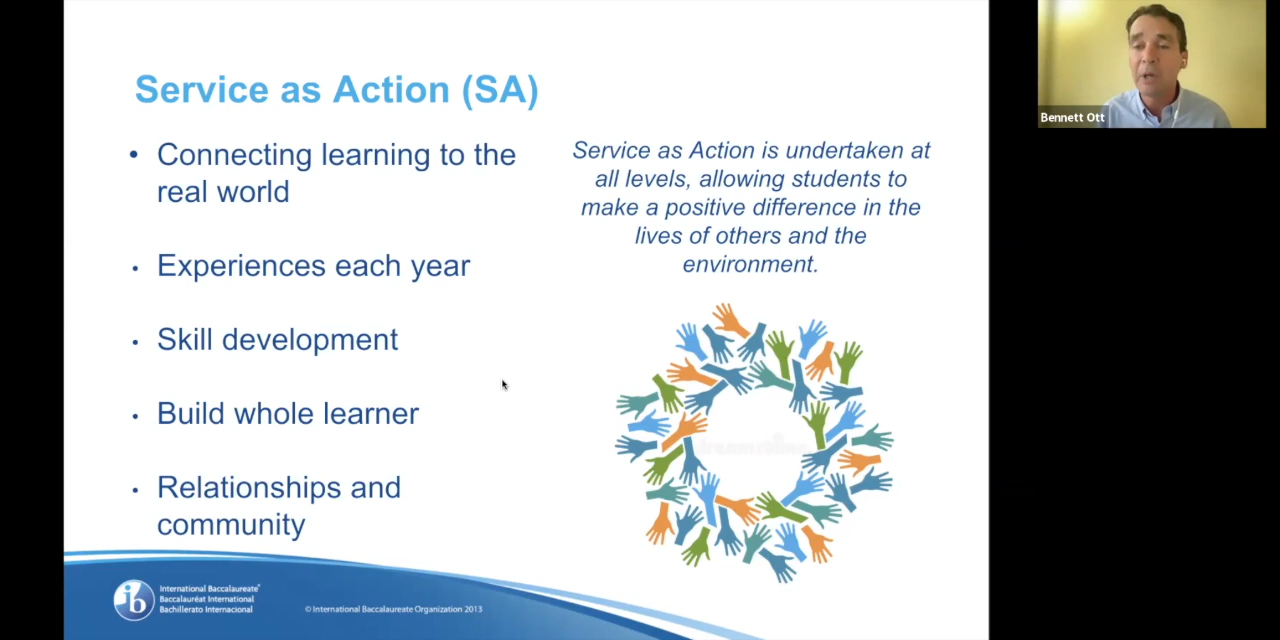 Service as Action (SA)
• Connecting learning to the
real world
• Experiences each year
• Skill development
• Build whole learner
• Relationships and
community
Service as Action is undertaken at
all levels, allowing students to
make a positive difference in the
lives of others and the
environment.
ib
International Baccalaureate®
Baccalauréat International
Bachillerato Internacional
© International Baccalaureate Organization 2013
Bennett Ott